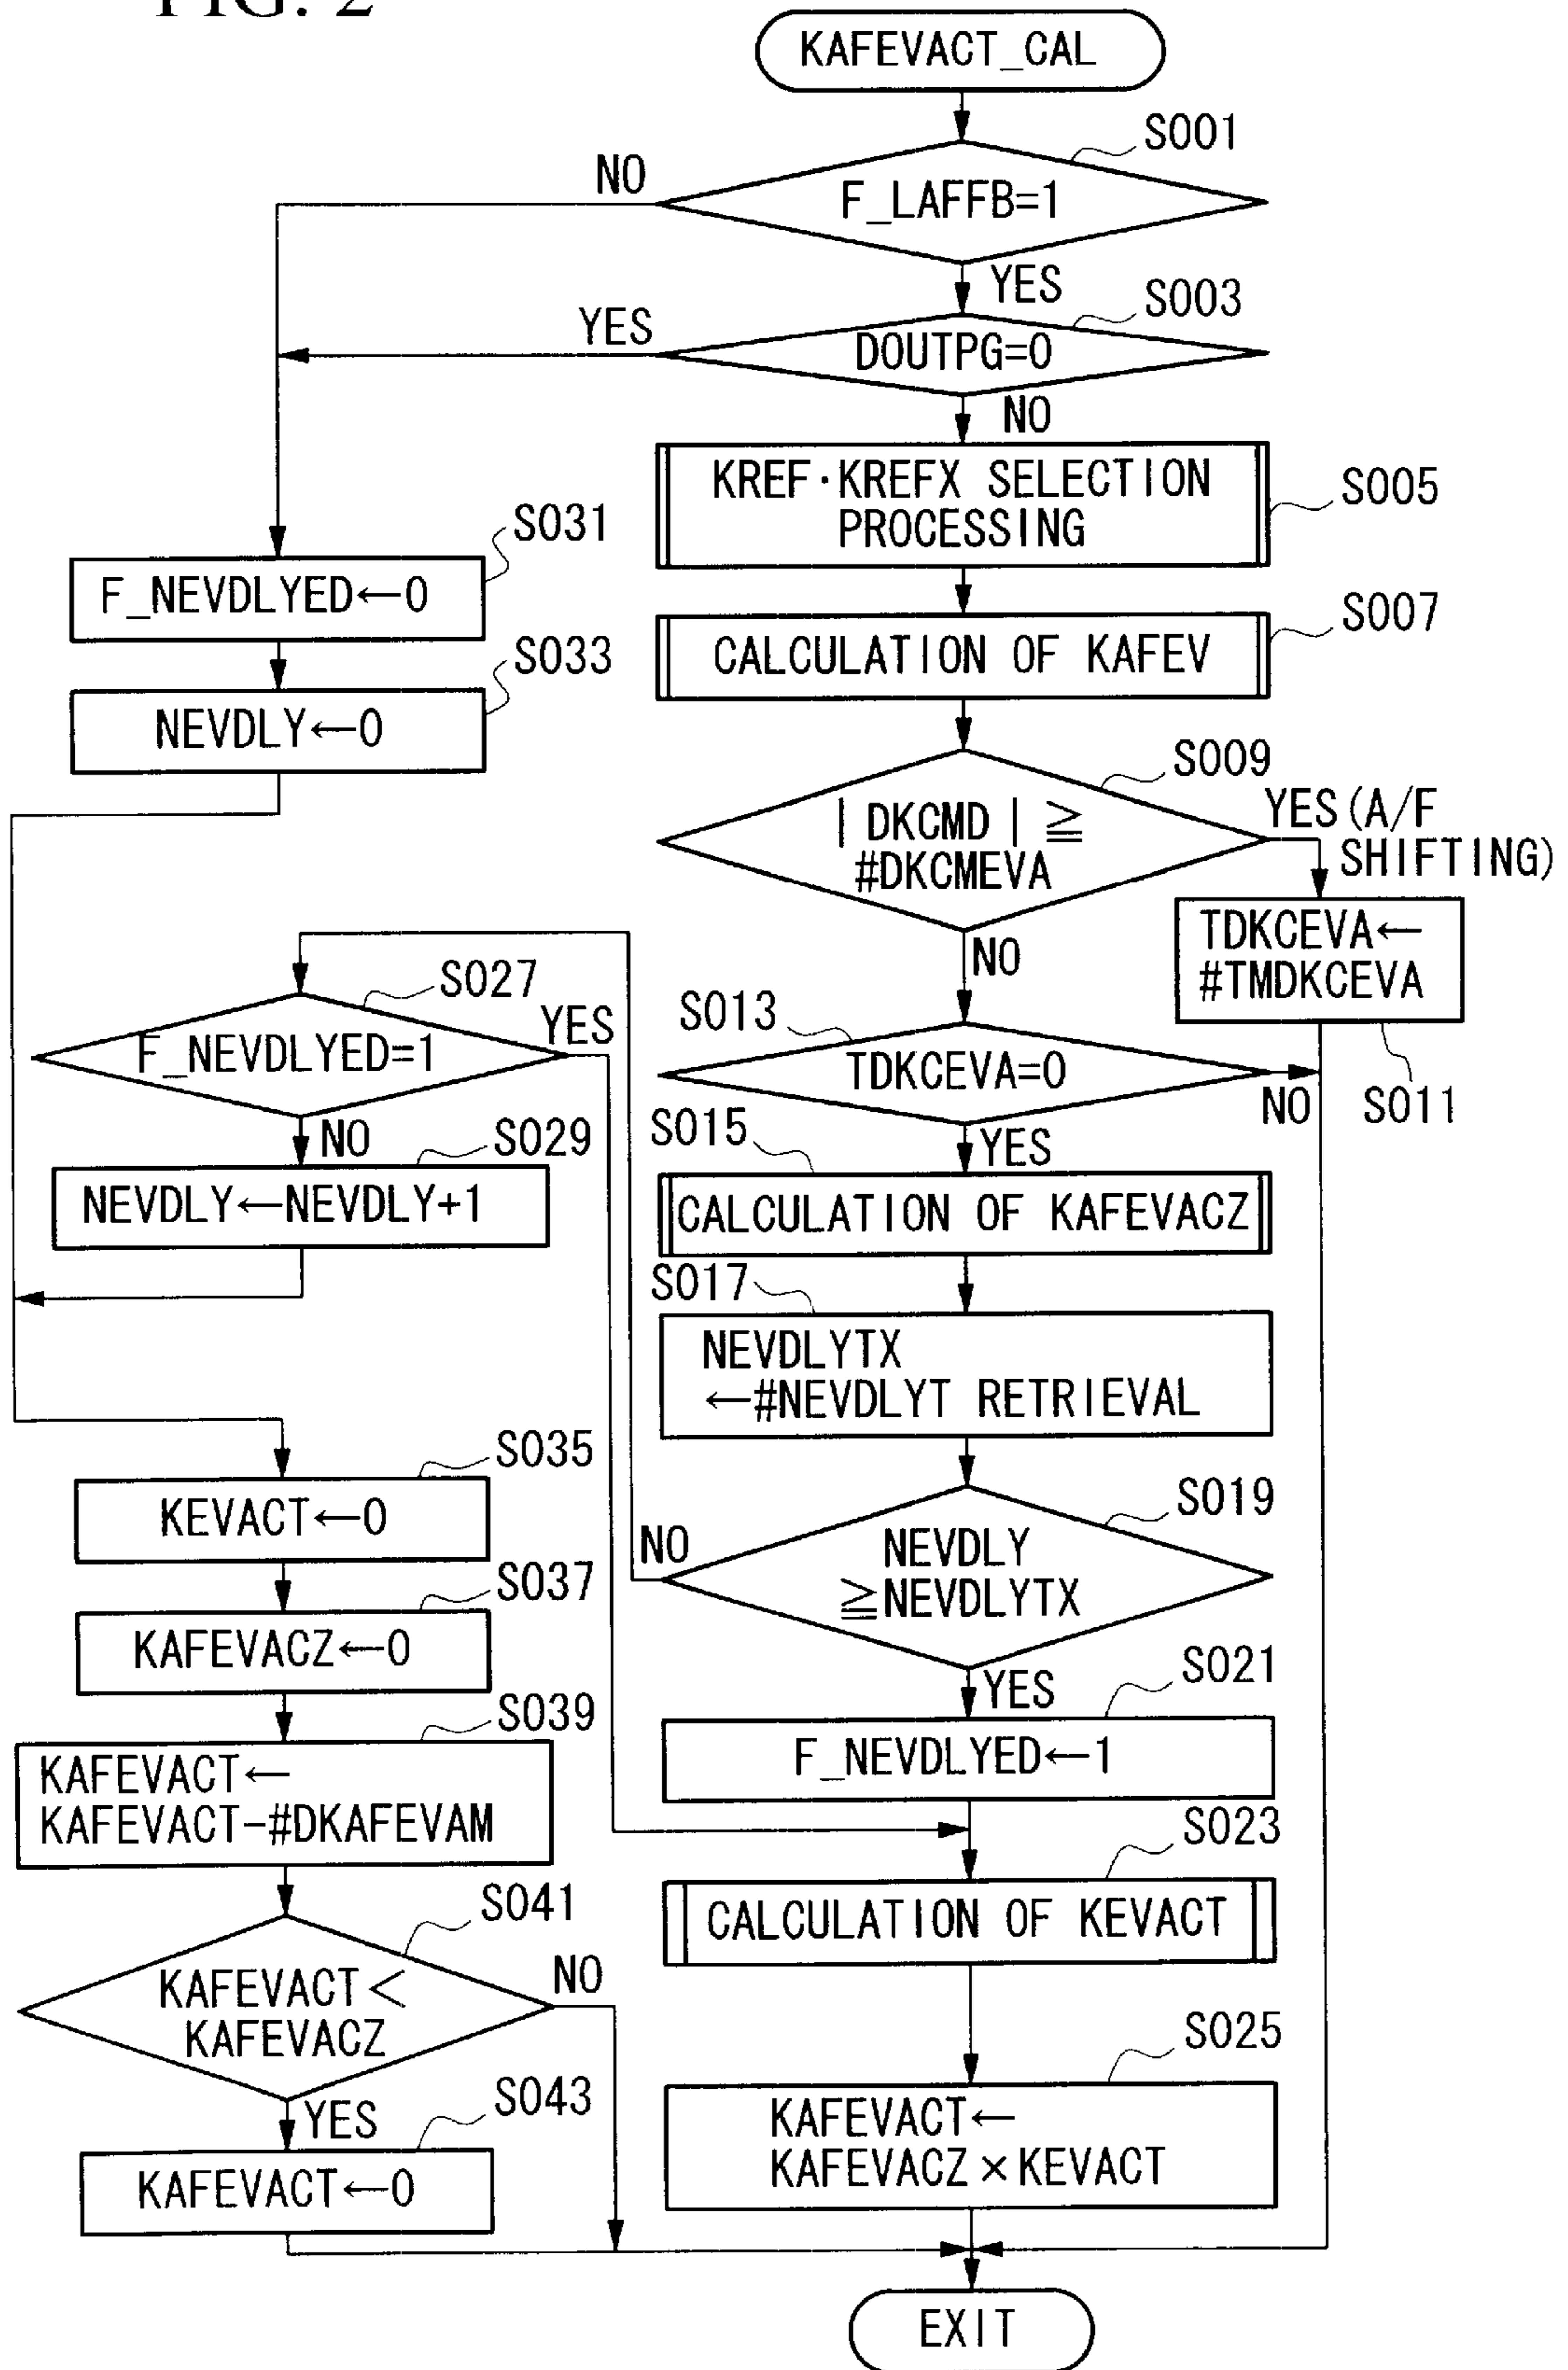 FIG. 2
KAFEVACT_CAL
S001
NO
F_LAFFB=1
YES
S003
YES
DOUTPG=0
NO
KREF·KREFX SELECTION
PROCESSING
S005
S031
F_NEVDLYED←0
S007
CALCULATION OF KAFEV
S033
NEVDLY←0
S009
| DKCMD | ≧
#DKCMEVA
YES(A/F
SHIFTING)
TDKCEVA←
#TMDKCEVA
S011
NO
S027
YES
F_NEVDLYED=1
S013
TDKCEVA=0
NO
NO
S029
NEVDLY←NEVDLY+1
S015
YES
CALCULATION OF KAFEVACZ
S017
NEVDLYTX
←#NEVDLYT RETRIEVAL
S035
KEVACT←0
S019
NO
NEVDLY
≧NEVDLYTX
S037
KAFEVACZ←0
YES
S021
F_NEVDLYED←1
S039
KAFEVACT←
KAFEVACT-#DKAFEVAM
S023
CALCULATION OF KEVACT
S041
KAFEVACT<
KAFEVACZ
NO
S025
KAFEVACT←
KAFEVACZ×KEVACT
YES
S043
KAFEVACT←0
EXIT